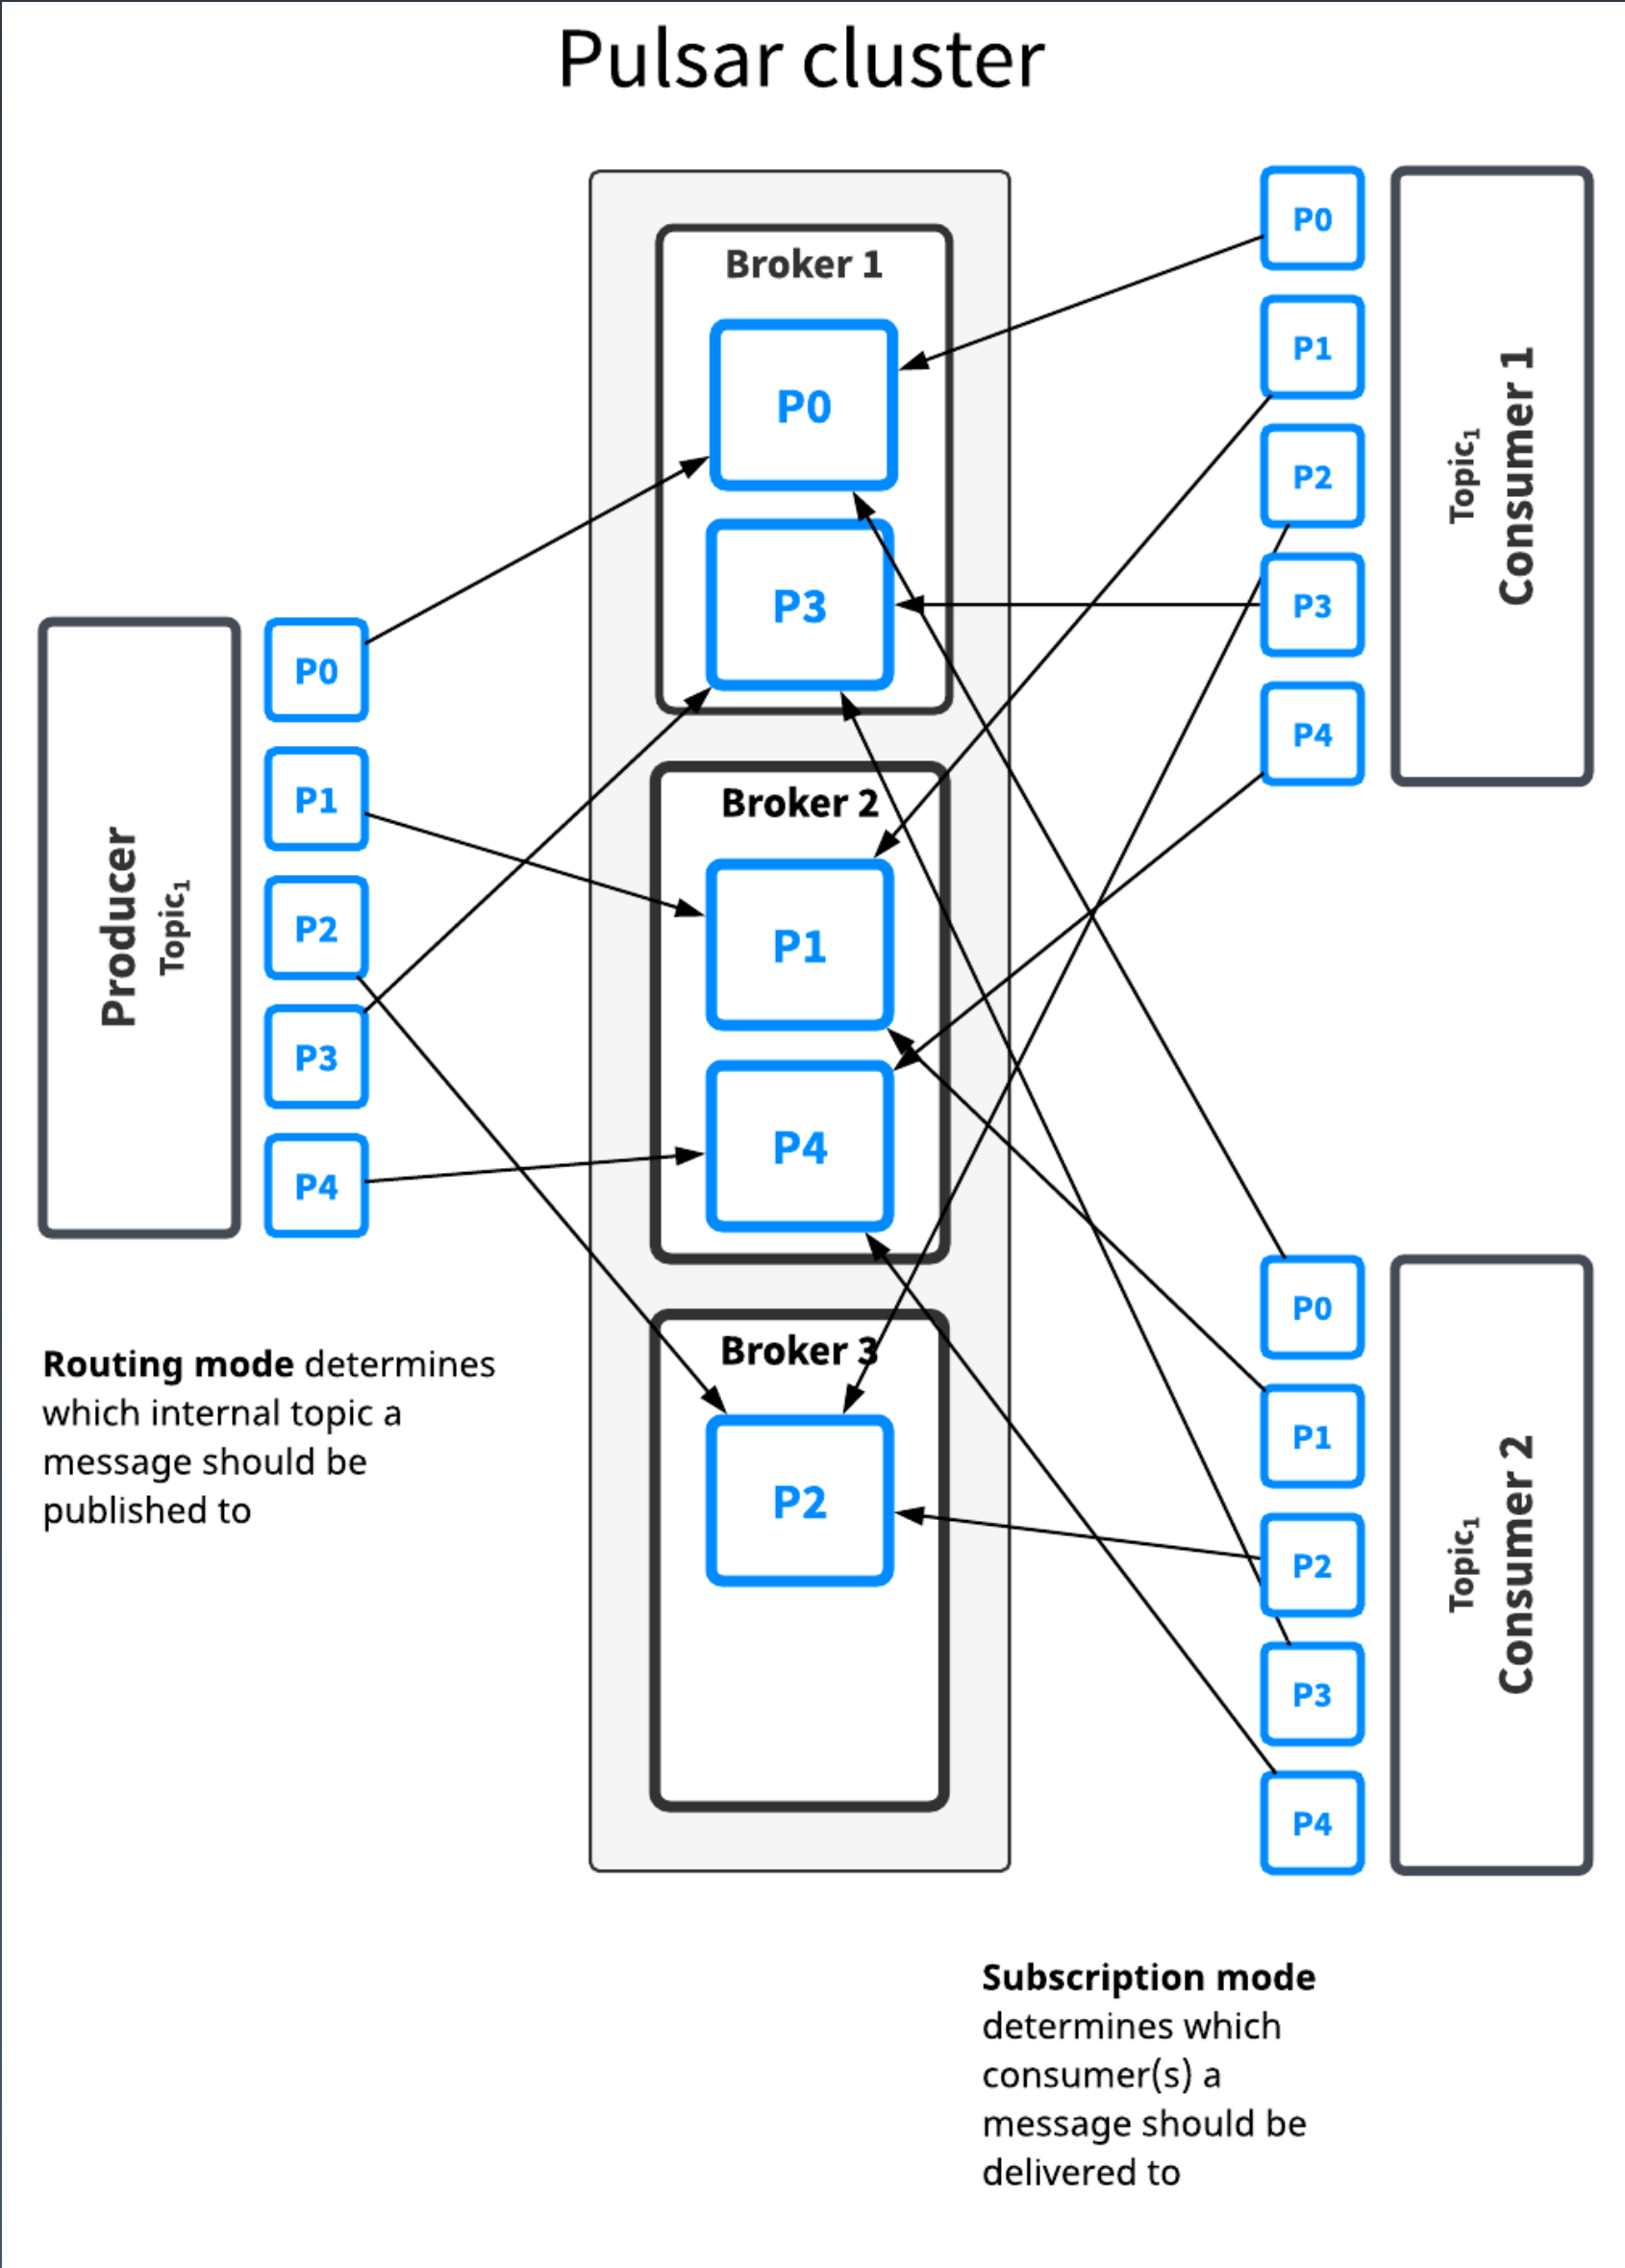 Pulsar cluster
Producer
Topic₁
P0
P1
P2
P3
P4
Routing mode determines
which internal topic a
message should be
published to
Broker 1
P0
P3
Broker 2
P1
P4
Broker 3
P2
P0
P1
P2
P3
P4
Topic₁
Consumer 1
P0
P1
P2
P3
P4
Topic₁
Consumer 2
Subscription mode
determines which
consumer(s) a
message should be
delivered to